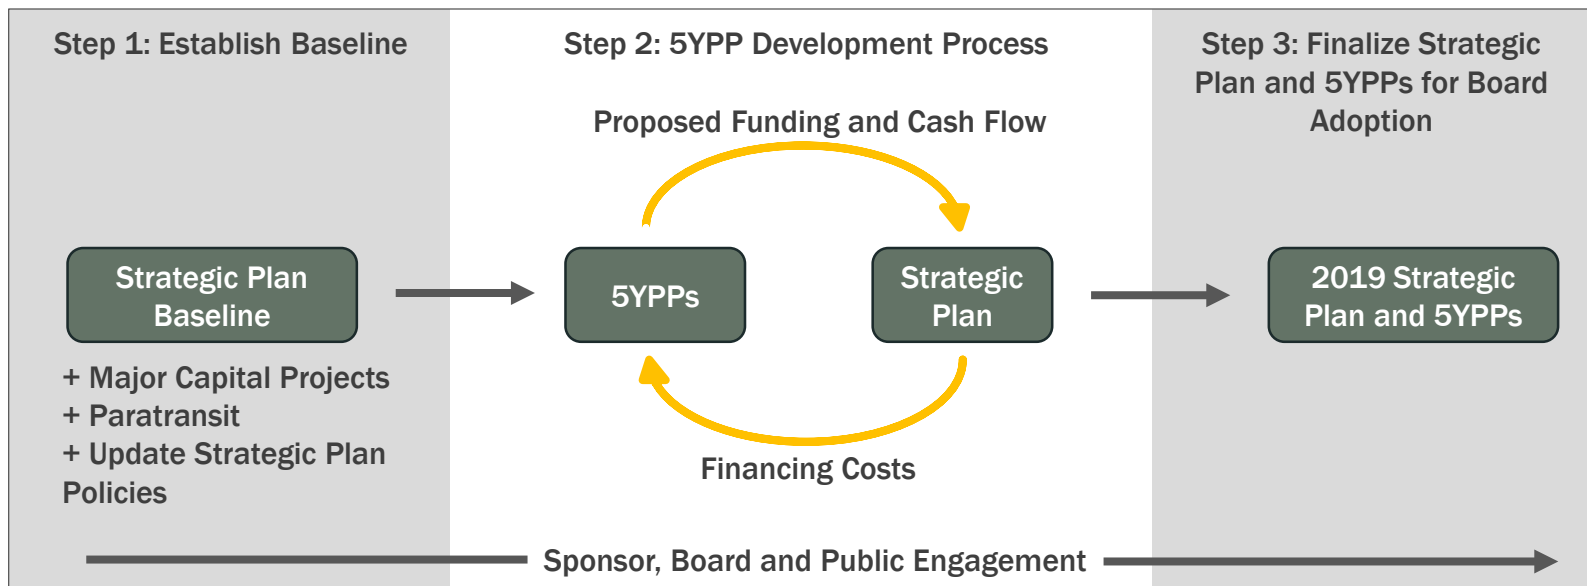 Step 1: Establish Baseline
Strategic Plan
Baseline
+ Major Capital Projects
+ Paratransit
+ Update Strategic Plan
Policies
Step 2: 5YPP Development Process
Proposed Funding and Cash Flow
5YPPs
Strategic
Plan
Financing Costs
Step 3: Finalize Strategic
Plan and 5YPPs for Board
Adoption
2019 Strategic
Plan and 5YPPs
Sponsor, Board and Public Engagement